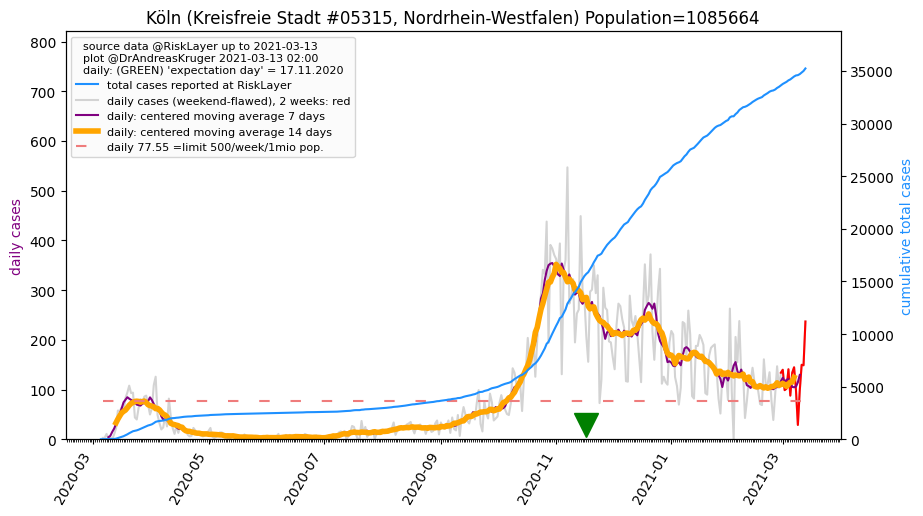 Köln (Kreisfreie Stadt #05315, Nordrhein-Westfalen) Population=1085664
source data @RiskLayer up to 2021-03-13
plot @DrAndreasKruger 2021-03-13 02:00
daily: (GREEN) 'expectation day' = 17.11.2020
total cases reported at RiskLayer
daily cases (weekend-flawed), 2 weeks: red
daily: centered moving average 7 days
daily: centered moving average 14 days
daily 77.55 =limit 500/week/1mio pop.
daily cases
800
700
600
500
400
300
200
100
0
cumulative total cases
35000
30000
25000
20000
15000
10000
5000
0
2020-03
2020-05
2020-07
2020-09
2020-11
2021-01
2021-03